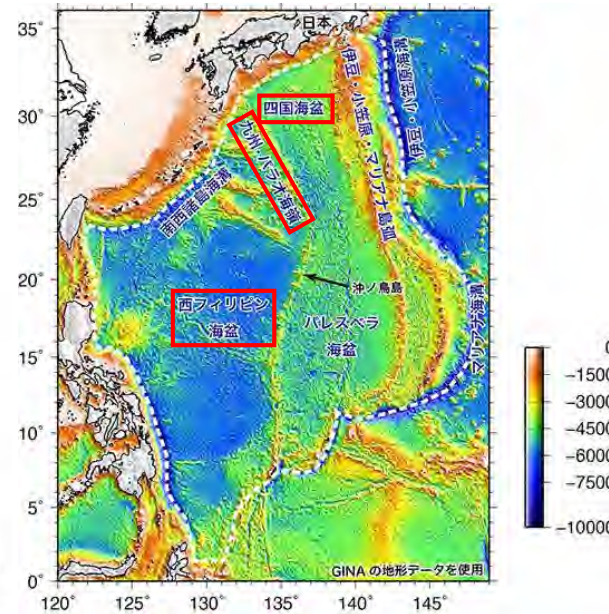 日本
伊豆・小笠原海溝
四国海盆
伊豆・小笠原・マリアナ島弧
九州・パラオ海嶺
南西諸島海溝
沖ノ鳥島
西フィリピン
海盆
パレスベラ
海盆
マリアナ海溝
GINA の地形データを使用
35°
30°
25°
20°
15°
10°
5°
0°
120°
125°
130°
135°
140°
145°
0
-1500
-3000
-4500
-6000
-7500
-10000